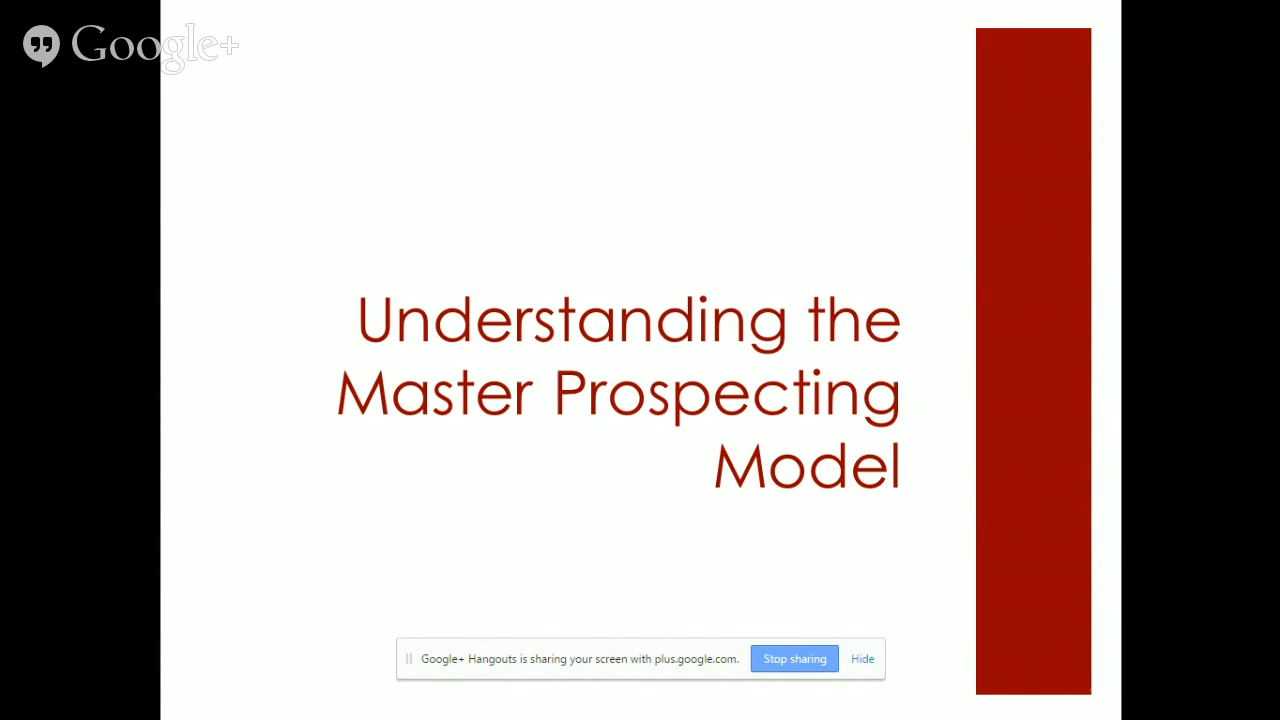 Google+
Understanding the
Master Prospecting
Model
Google+ Hangouts is sharing your screen with plus.google.com. Stop sharing Hide